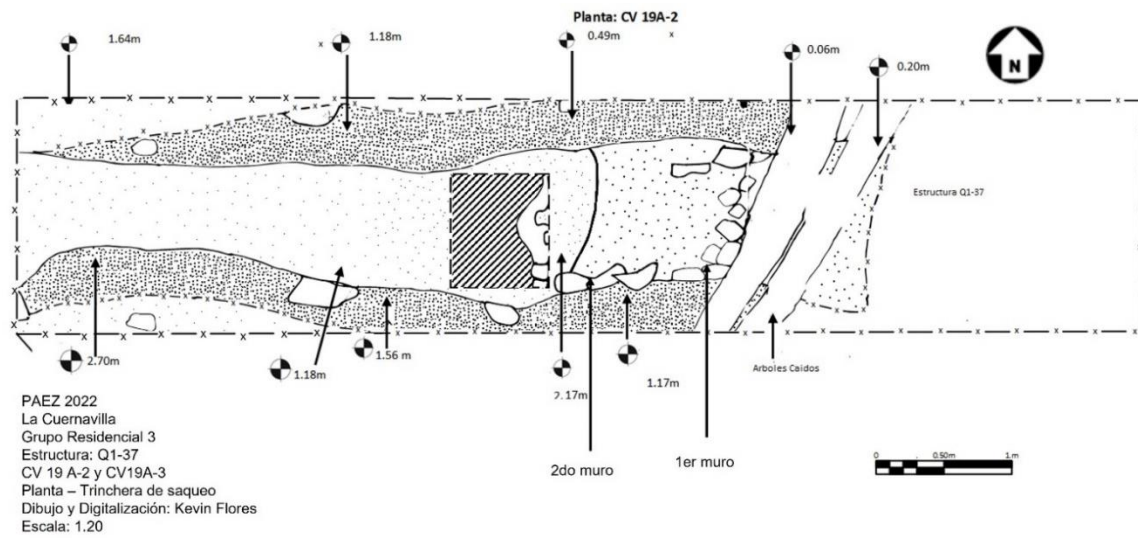 Planta: CV 19A-2
1.64m
1.18m
0.49m
0.06m
0.20m
N
Estructura Q1-37
2.70m
1.18m
1.56 m
2.17m
1.17m
Arboles Caidos
2do muro
1er muro
0 0.50m 1 m
PAEZ 2022
La Cuernavilla
Grupo Residencial 3
Estructura: Q1-37
CV 19 A-2 y CV19A-3
Planta – Trinchera de saqueo
Dibujo y Digitalización: Kevin Flores
Escala: 1.20